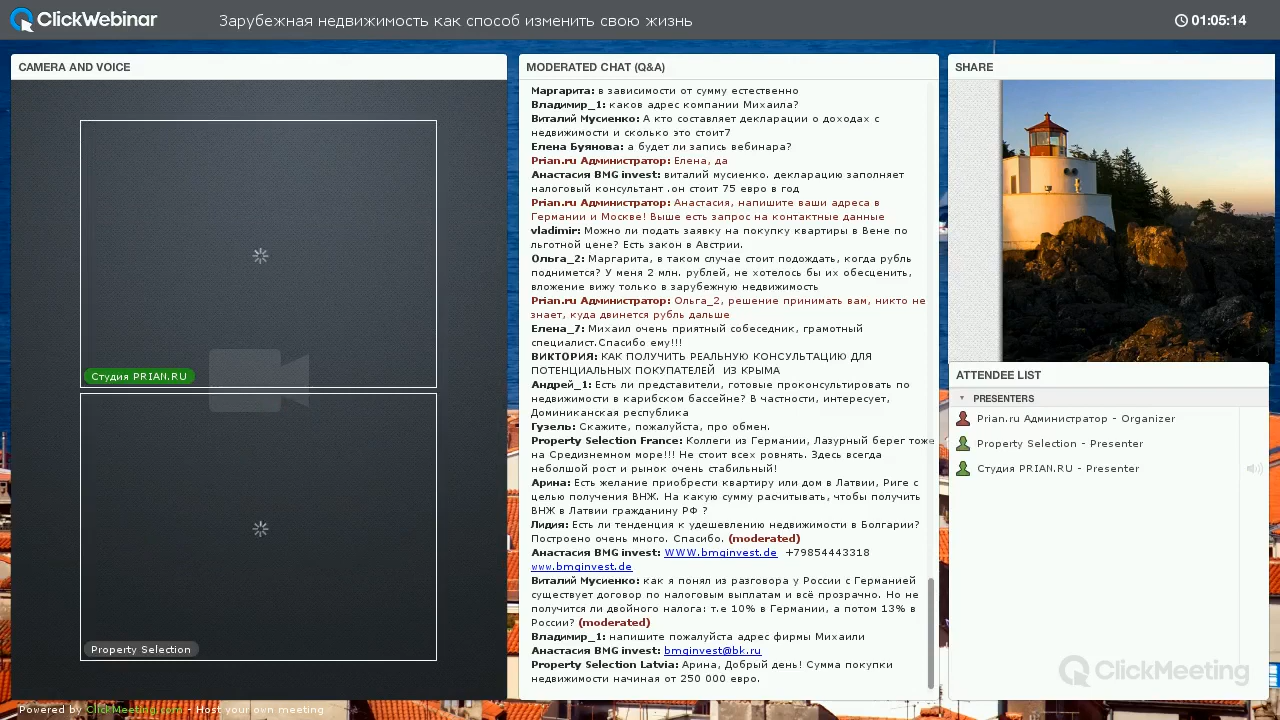 ClickWebinar
Зарубежная недвижимость как способ изменить свою жизнь
01:05:14
CAMERA AND VOICE
Студия PRIAN.RU
Property Selection
MODERATED CHAT (Q&A)
Маргарита: в зависимости от сумму естественно
Владимир_1: каков адрес компании Михаила?
Виталий Мусиенко: А кто составляет декларации о доходах с
недвижимости и сколько это стоит7
Елена Буянова: а будет ли запись вебинара?
Prian.ru Администратор: Елена, да
Анастасия BMG invest: виталий мусиенко. декларацию заполняет
налоговый консультант .он стоит 75 евро в год
Prian.ru Администратор: Анастасия, напишите ваши адреса в
Германии и Москве! Выше есть запрос на контактные данные
vladimir: Можно ли подать заявку на покупку квартиры в Вене по
льготной цене? Есть закон в Австрии.
Ольга_2: Маргарита, в таком случае стоит подождать, когда рубль
поднимется? У меня 2 млн. рублей, не хотелось бы их обесценить,
вложение вижу только в зарубежную недвижимость
Prian.ru Администратор: Ольга_2, решение принимать вам, никто не
знает, куда двинется рубль дальше
Елена_7: Михаил очень приятный собеседник, грамотный
специалист.Спасибо ему!!!
ВИКТОРИЯ: КАК ПОЛУЧИТЬ РЕАЛЬНУЮ КОНСУЛЬТАЦИЮ ДЛЯ
ПОТЕНЦИАЛЬНЫХ ПОКУПАТЕЛЕЙ  ИЗ КРЫМА
Андрей_1: Есть ли представители, готовые приконсультировать по
недвижимости в карибском бассейне? В частности, интересует,
Доминиканская республика
Гузель: Скажите, пожалуйста, про обмен.
Property Selection France: Коллеги из Германии, Лазурный берег тоже
на Средизнемном море!!! Не стоит всех ровнять. Здесь всегда
неболшой рост и рынок очень стабильный!
Арина: Есть желание приобрести квартиру или дом в Латвии, Риге с
целью получения ВНЖ. На какую сумму расчитывать, чтобы получить
ВНЖ в Латвии гражданину РФ ?
Лидия: Есть ли тенденция к удешевлению недвижимости в Болгарии?
Построено очень много. Спасибо. (moderated)
Анастасия BMG invest: WWW.bmginvest.de  +79854443318
www.bmginvest.de
Виталий Мусиенко: как я понял из разговора у России с Германией
существует договор по налоговым выплатам и всё прозрачно. Но не
получится ли двойного налога: т.е 10% в Германии, а потом 13% в
России? (moderated)
Владимир_1: напишите пожалуйста адрес фирмы Михаили
Анастасия BMG invest: bmginvest@bk.ru
Property Selection Latvia: Арина, Добрый день! Сумма покупки
недвижимости начиная от 250 000 евро.
SHARE
ATTENDEE LIST
PRESENTERS
Prian.ru Администратор - Organizer
Property Selection - Presenter
Студия PRIAN.RU - Presenter
ClickMeeting
Powered by ClickMeeting.com - Host your own meeting